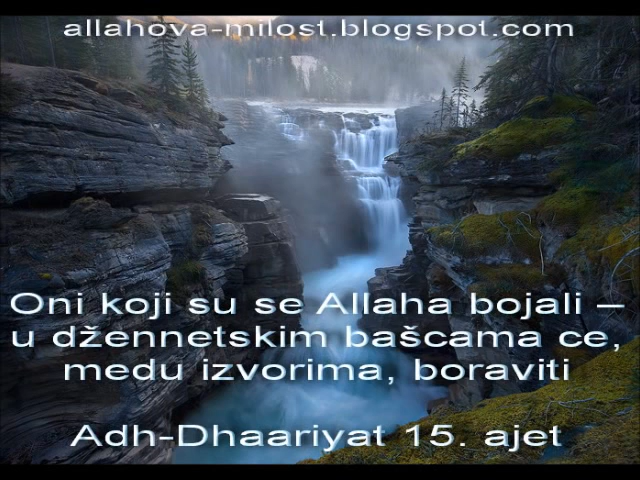 allahova-milost.blogspot.com
Oni koji su se Allaha bojali –
u džennetskim bašcama ce,
medu izvorima, boraviti
Adh-Dhaariyat 15. ajet